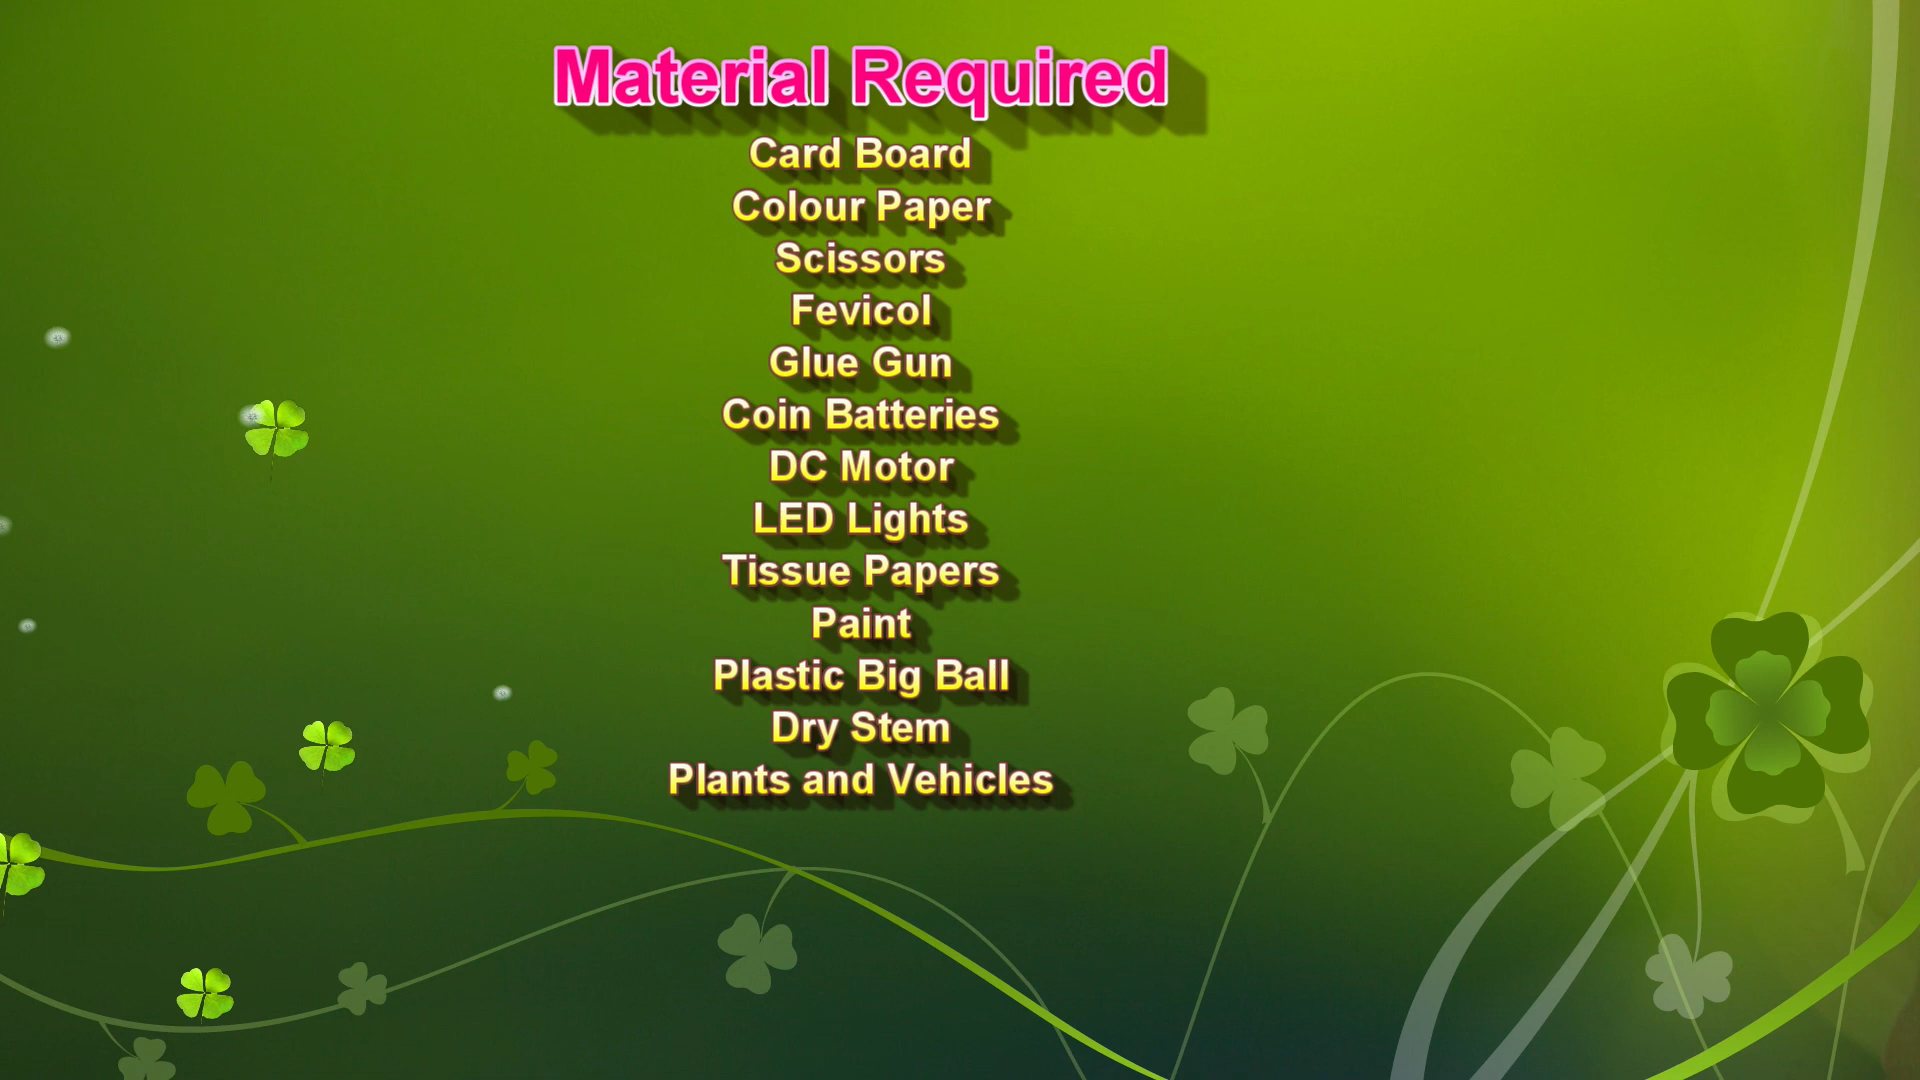 Material Required
Card Board
Colour Paper
Scissors
Fevicol
Glue Gun
Coin Batteries
DC Motor
LED Lights
Tissue Papers
Paint
Plastic Big Ball
Dry Stem
Plants and Vehicles